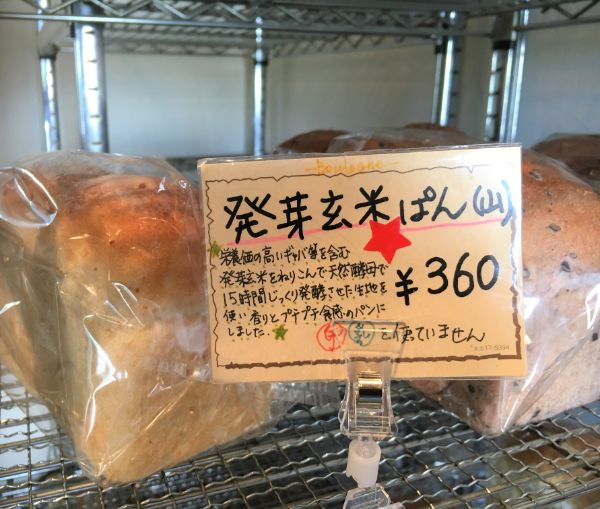 Boulogne
発芽玄米ぱん(山)
栄養価の高いギャバ等を含む
発芽玄米をねりこんで天然酵母で
15時間じっくり発酵させた生地を
使い香りとプチプチ食感のパンに
しました。
¥360
卵 乳 を使ていません